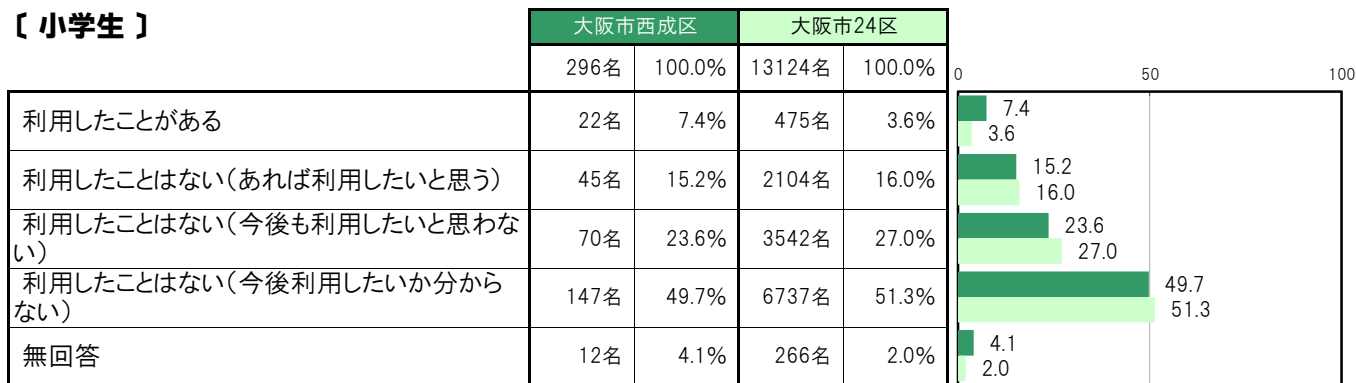 〔 小学生 〕
大阪市西成区 大阪市24区
296名 100.0% 13124名 100.0%
0 50 100
利用したことがある 22名 7.4% 475名 3.6%
7.4
3.6
利用したことはない（あれば利用したいと思う） 45名 15.2% 2104名 16.0%
15.2
16.0
利用したことはない（今後も利用したいと思わな
い） 70名 23.6% 3542名 27.0%
23.6
27.0
利用したことはない（今後利用したいか分から
ない） 147名 49.7% 6737名 51.3%
49.7
51.3
無回答 12名 4.1% 266名 2.0%
4.1
2.0